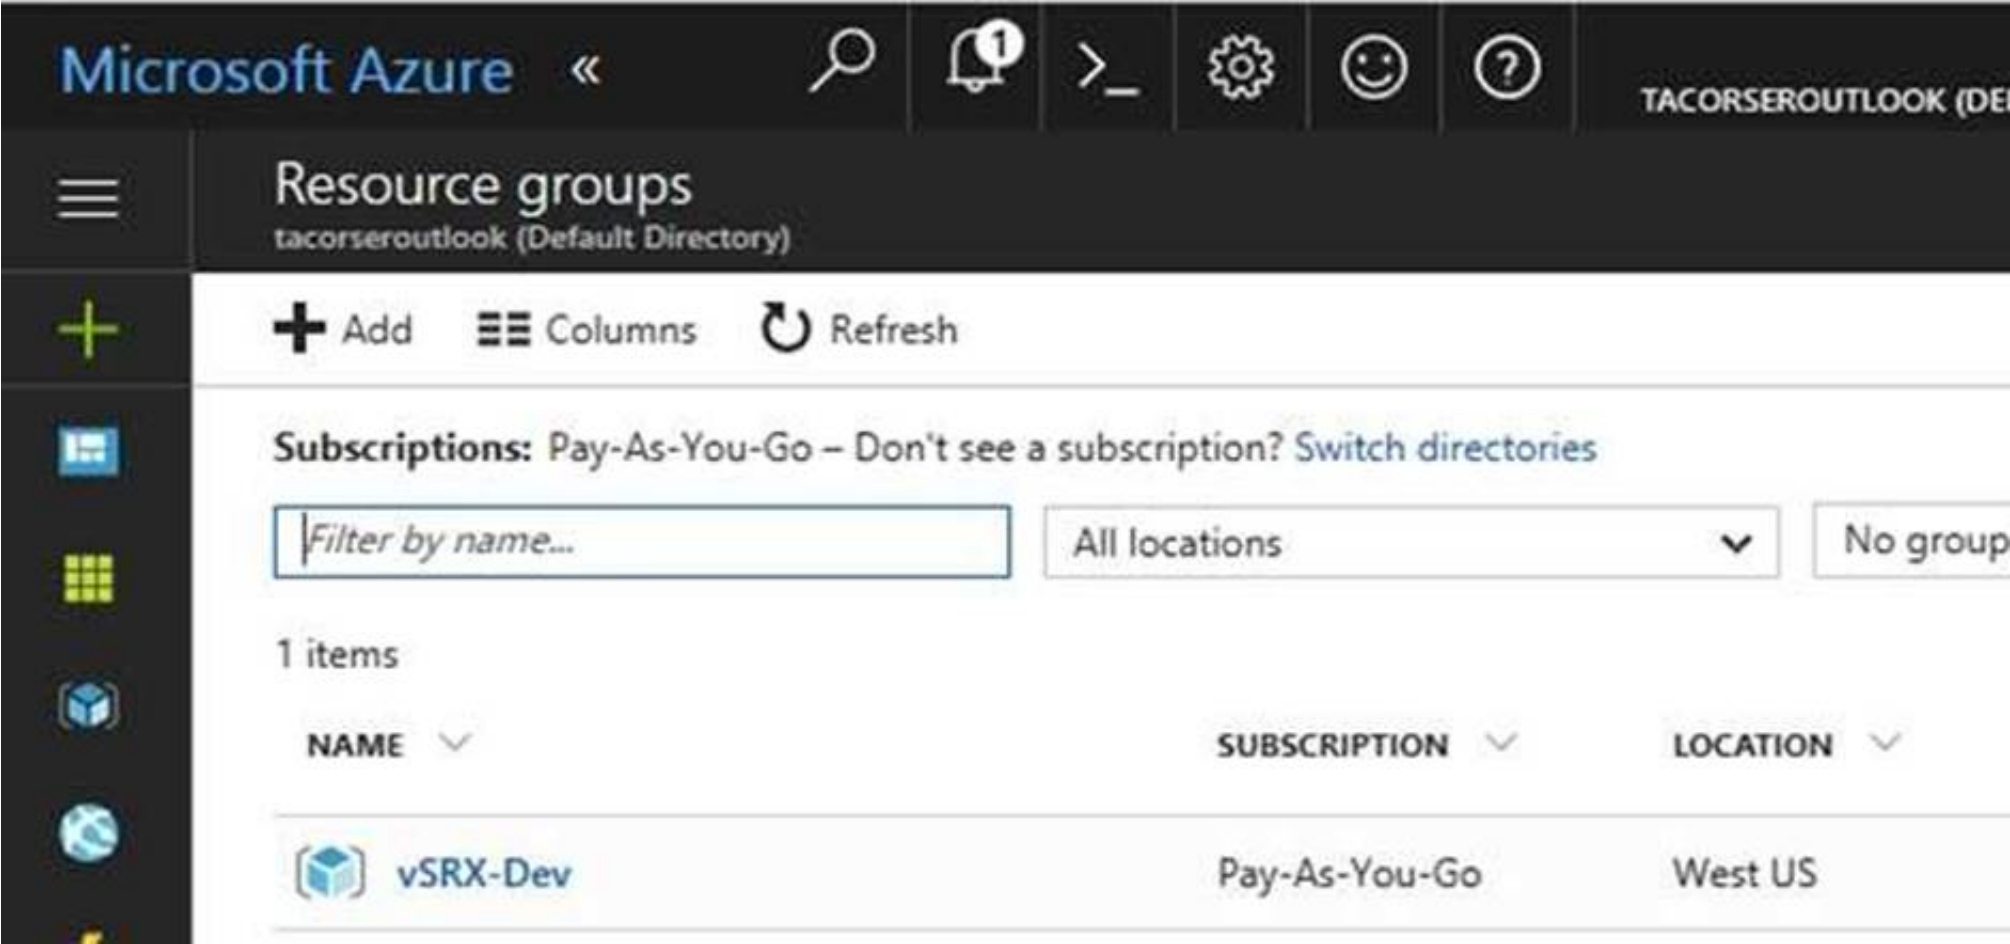 Microsoft Azure «
1
TACORSEROUTLOOK (DE
Resource groups
tacorseroutlook (Default Directory)
Add Columns Refresh
Subscriptions: Pay-As-You-Go – Don't see a subscription? Switch directories
Filter by name... All locations No group
1 items
NAME SUBSCRIPTION LOCATION
vSRX-Dev Pay-As-You-Go West US